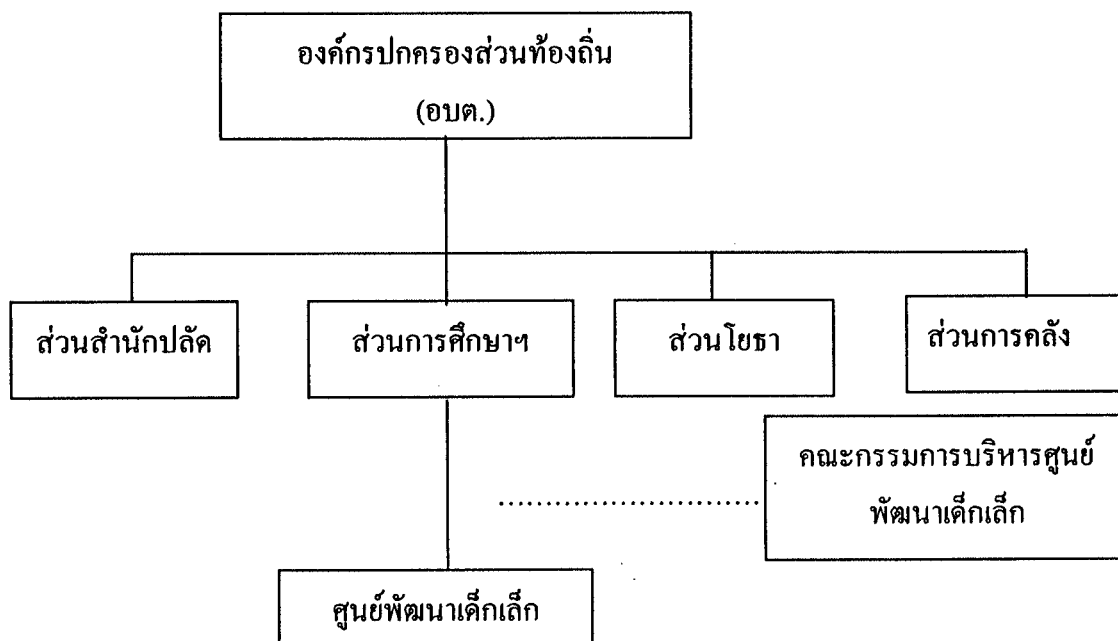 องค์กรปกครองส่วนท้องถิ่น
(อบต.)
ส่วนสำนักปลัด
ส่วนการศึกษาฯ
ส่วนโยธา
ส่วนการคลัง
คณะกรรมการบริหารศูนย์
พัฒนาเด็กเล็ก
ศูนย์พัฒนาเด็กเล็ก